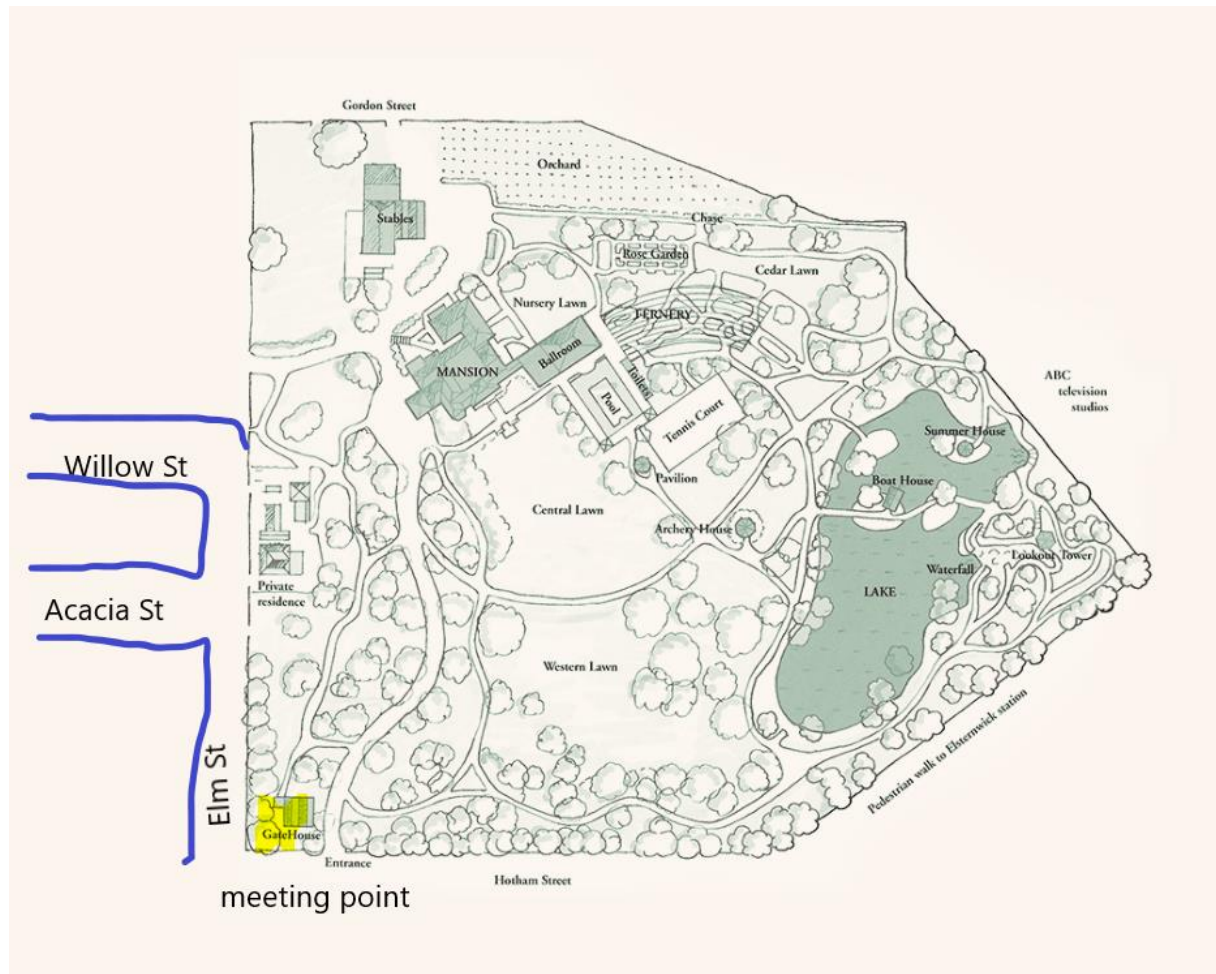 Gordon Street
Orchard
Stables
Chase
Rose Garden
Cedar Lawn
Nursery Lawn
FERNERY
Ballroom
MANSION
Toilets
Pool
Tennis Court
ABC
television
studios
Summer House
Willow St
Pavilion
Boat House
Central Lawn
Archery House
Lookout Tower
Waterfall
Private
residence
LAKE
Acacia St
Western Lawn
Elm St
Pedestrian walk to Elsternwick station
GateHouse
Entrance
Hotham Street
meeting point